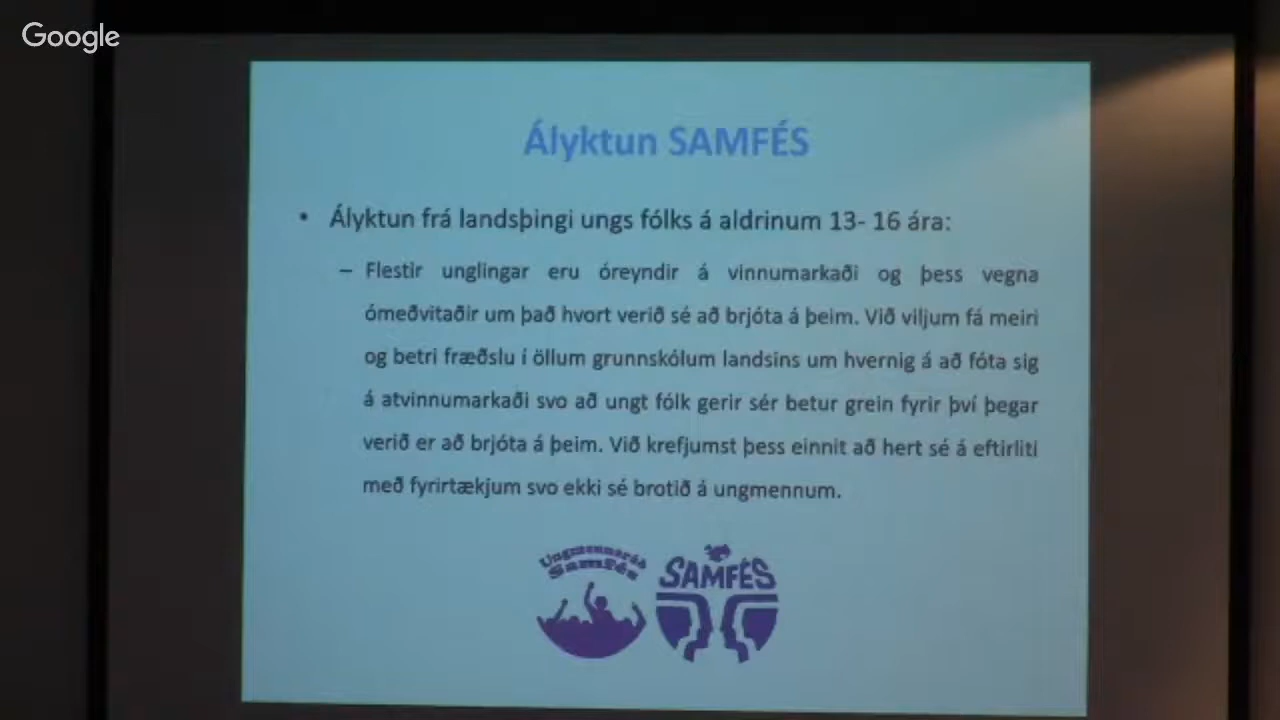 Google
Ályktun SAMFÉS
• Ályktun frá landsþingi ungs fólks á aldrinum 13- 16 ára:
– Flestir unglingar eru óreyndir á vinnumarkaði og þess vegna
ómeðvitaðir um það hvort verið sé að brjóta á þeim. Við viljum fá meiri
og betri fræðslu í öllum grunnskólum landsins um hvernig á að fóta sig
á atvinnumarkaði svo að ungt fólk gerir sér betur grein fyrir því þegar
verið er að brjóta á þeim. Við krefjumst þess einnit að hert sé á eftirliti
með fyrirtækjum svo ekki sé brotið á ungmennum.
Ungmennaráð
Samfés
SAMFÉS